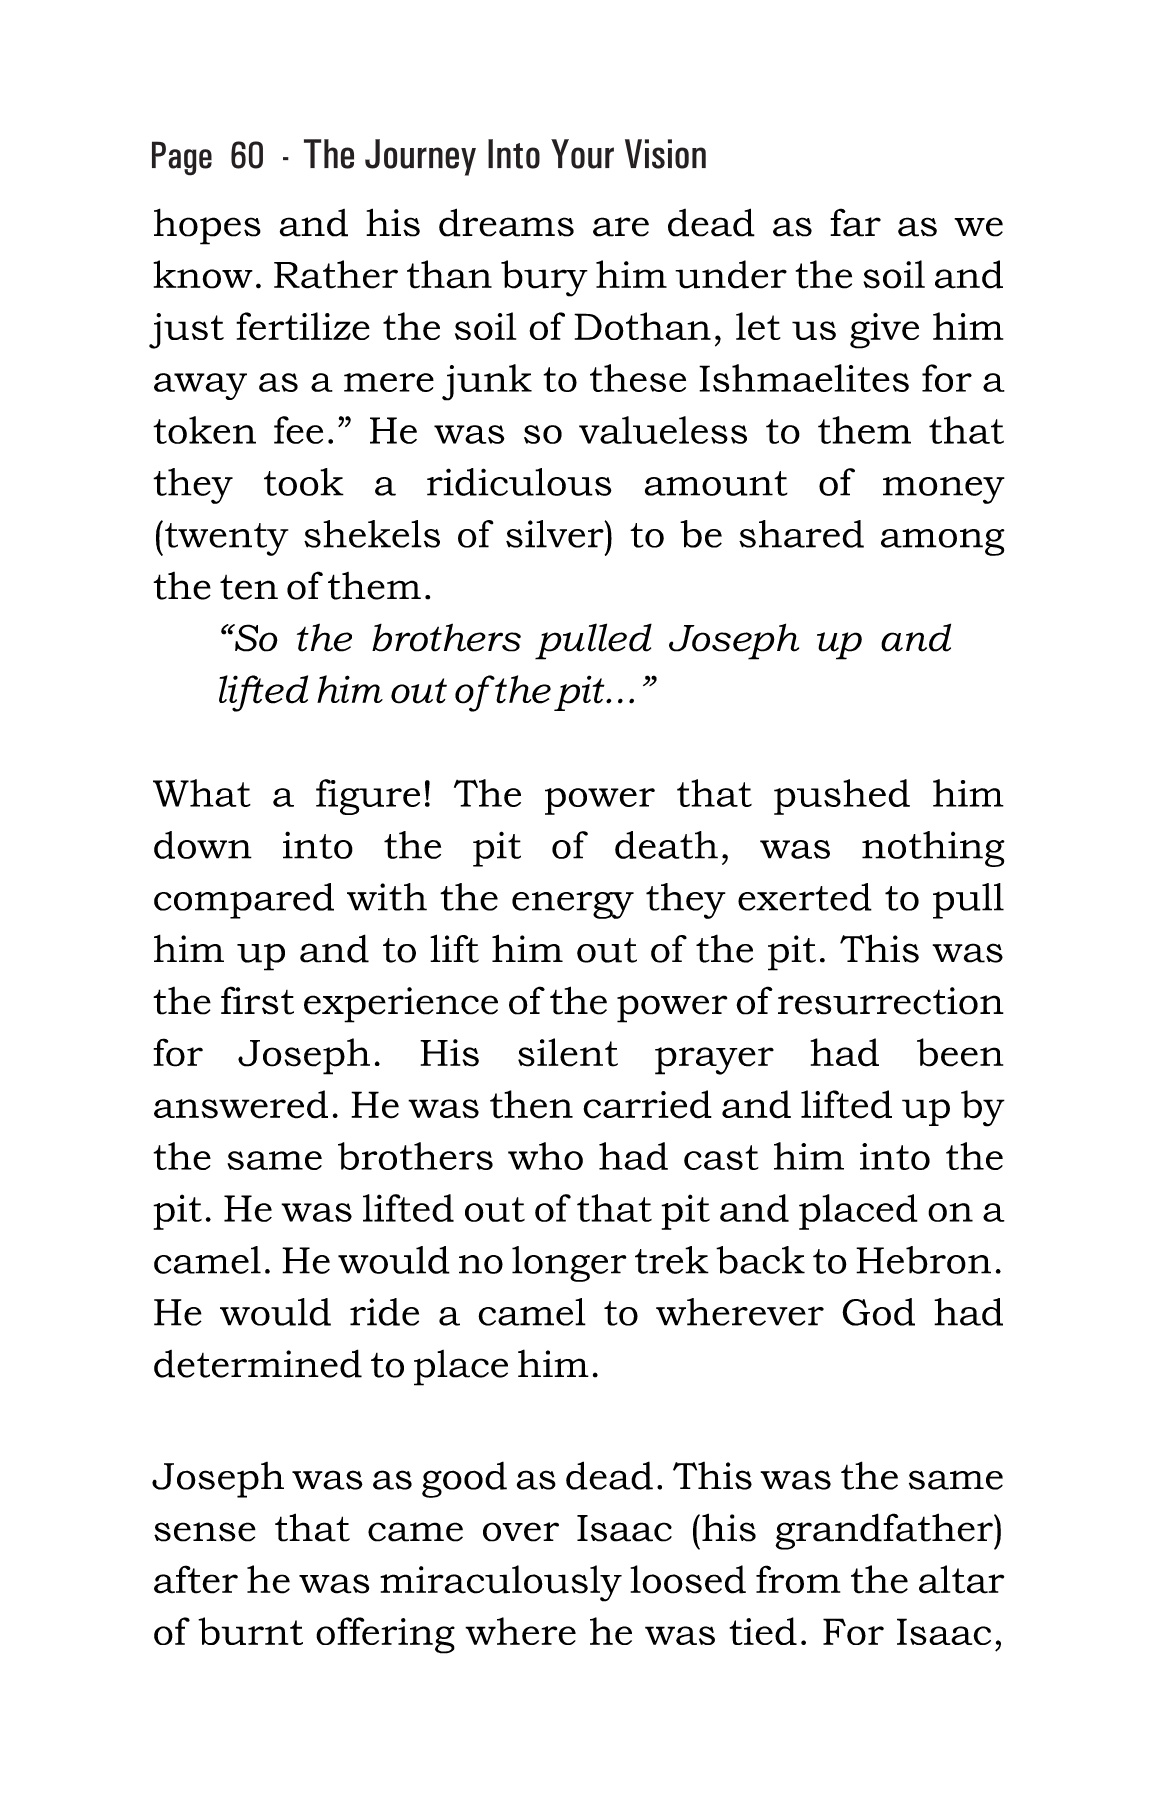 Page 60 - The Journey Into Your Vision
hopes and his dreams are dead as far as we
know. Rather than bury him under the soil and
just fertilize the soil of Dothan, let us give him
away as a mere junk to these Ishmaelites for a
token fee.” He was so valueless to them that
they took a ridiculous amount of money
(twenty shekels of silver) to be shared among
the ten of them.
“So the brothers pulled Joseph up and
lifted him out of the pit…”
What a figure! The power that pushed him
down into the pit of death, was nothing
compared with the energy they exerted to pull
him up and to lift him out of the pit. This was
the first experience of the power of resurrection
for Joseph. His silent prayer had been
answered. He was then carried and lifted up by
the same brothers who had cast him into the
pit. He was lifted out of that pit and placed on a
camel. He would no longer trek back to Hebron.
He would ride a camel to wherever God had
determined to place him.
Joseph was as good as dead. This was the same
sense that came over Isaac (his grandfather)
after he was miraculously loosed from the altar
of burnt offering where he was tied. For Isaac,